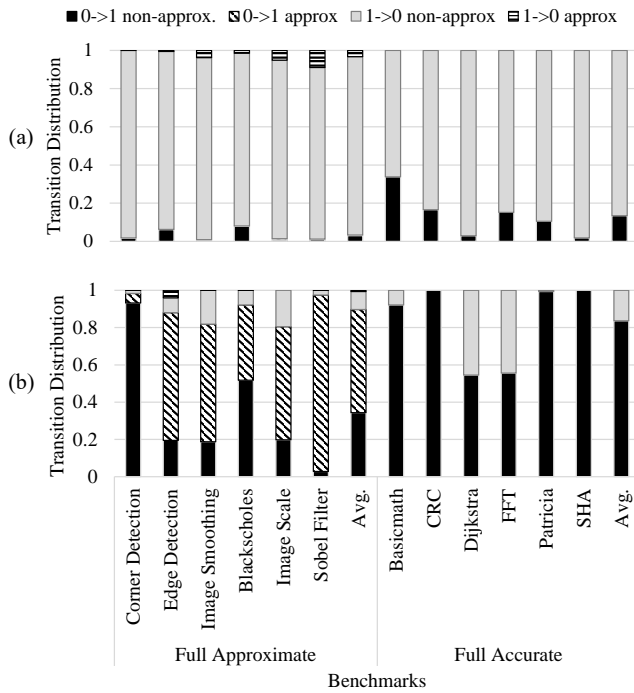 0->1 non-approx. 0->1 approx 1->0 non-approx 1->0 approx
(a)
Transition Distribution
1
0.8
0.6
0.4
0.2
0
(b)
Transition Distribution
1
0.8
0.6
0.4
0.2
0
Corner Detection
Edge Detection
Image Smoothing
Blackscholes
Image Scale
Sobel Filter
Avg.
Basicmath
CRC
Dijkstra
FFT
Patricia
SHA
Avg.
Full Approximate Full Accurate
Benchmarks